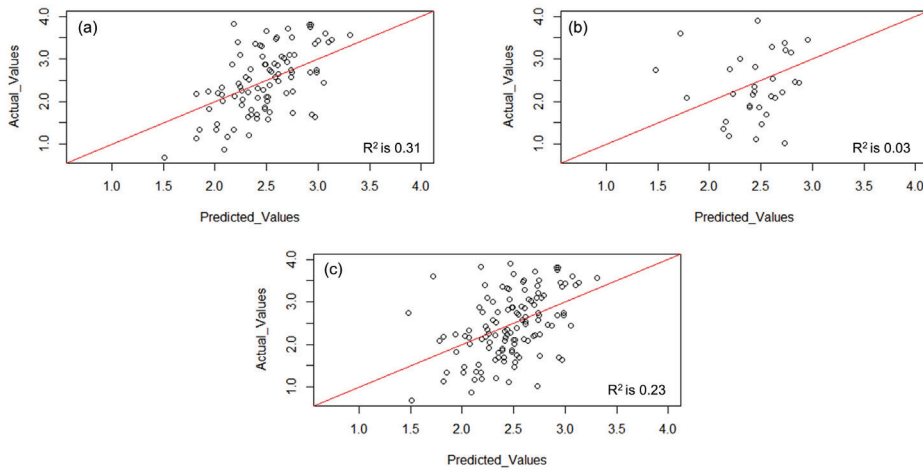 (a)
Actual_Values
4.0
3.0
2.0
1.0
R² is 0.31
1.0 1.5 2.0 2.5 3.0 3.5 4.0
Predicted_Values
(b)
Actual_Values
4.0
3.0
2.0
1.0
R² is 0.03
1.0 1.5 2.0 2.5 3.0 3.5 4.0
Predicted_Values
(c)
Actual_Values
4.0
3.0
2.0
1.0
R² is 0.23
1.0 1.5 2.0 2.5 3.0 3.5 4.0
Predicted_Values